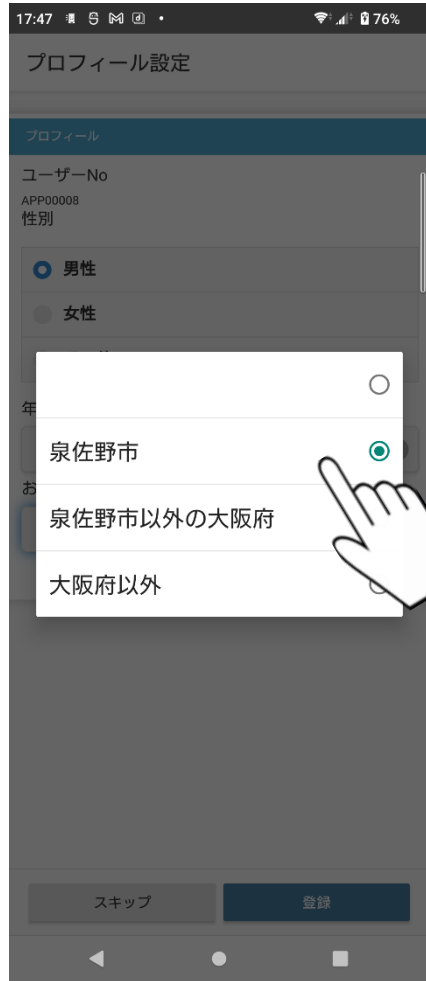 17:47
76%
プロフィール設定
プロフィール
ユーザーNo
APP00008
性別
男性
女性
年
泉佐野市
お
泉佐野市以外の大阪府
大阪府以外
スキップ
登録